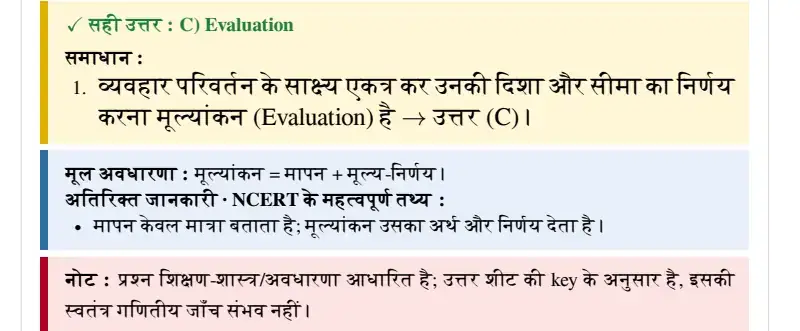 ✓ सही उत्तर : C) Evaluation
समाधान :
1. व्यवहार परिवर्तन के साक्ष्य एकत्र कर उनकी दिशा और सीमा का निर्णय
करना मूल्यांकन (Evaluation) है → उत्तर (C)।
मूल अवधारणा : मूल्यांकन = मापन + मूल्य-निर्णय।
अतिरिक्त जानकारी · NCERT के महत्वपूर्ण तथ्य :
• मापन केवल मात्रा बताता है; मूल्यांकन उसका अर्थ और निर्णय देता है।
नोट : प्रश्न शिक्षण-शास्त्र/अवधारणा आधारित है; उत्तर शीट की key के अनुसार है, इसकी
स्वतंत्र गणितीय जाँच संभव नहीं।